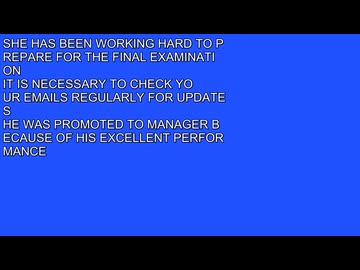 SHE HAS BEEN WORKING HARD TO P
REPARE FOR THE FINAL EXAMINATI
ON
IT IS NECESSARY TO CHECK YO
UR EMAILS REGULARLY FOR UPDATE
S
HE WAS PROMOTED TO MANAGER B
ECAUSE OF HIS EXCELLENT PERFOR
MANCE